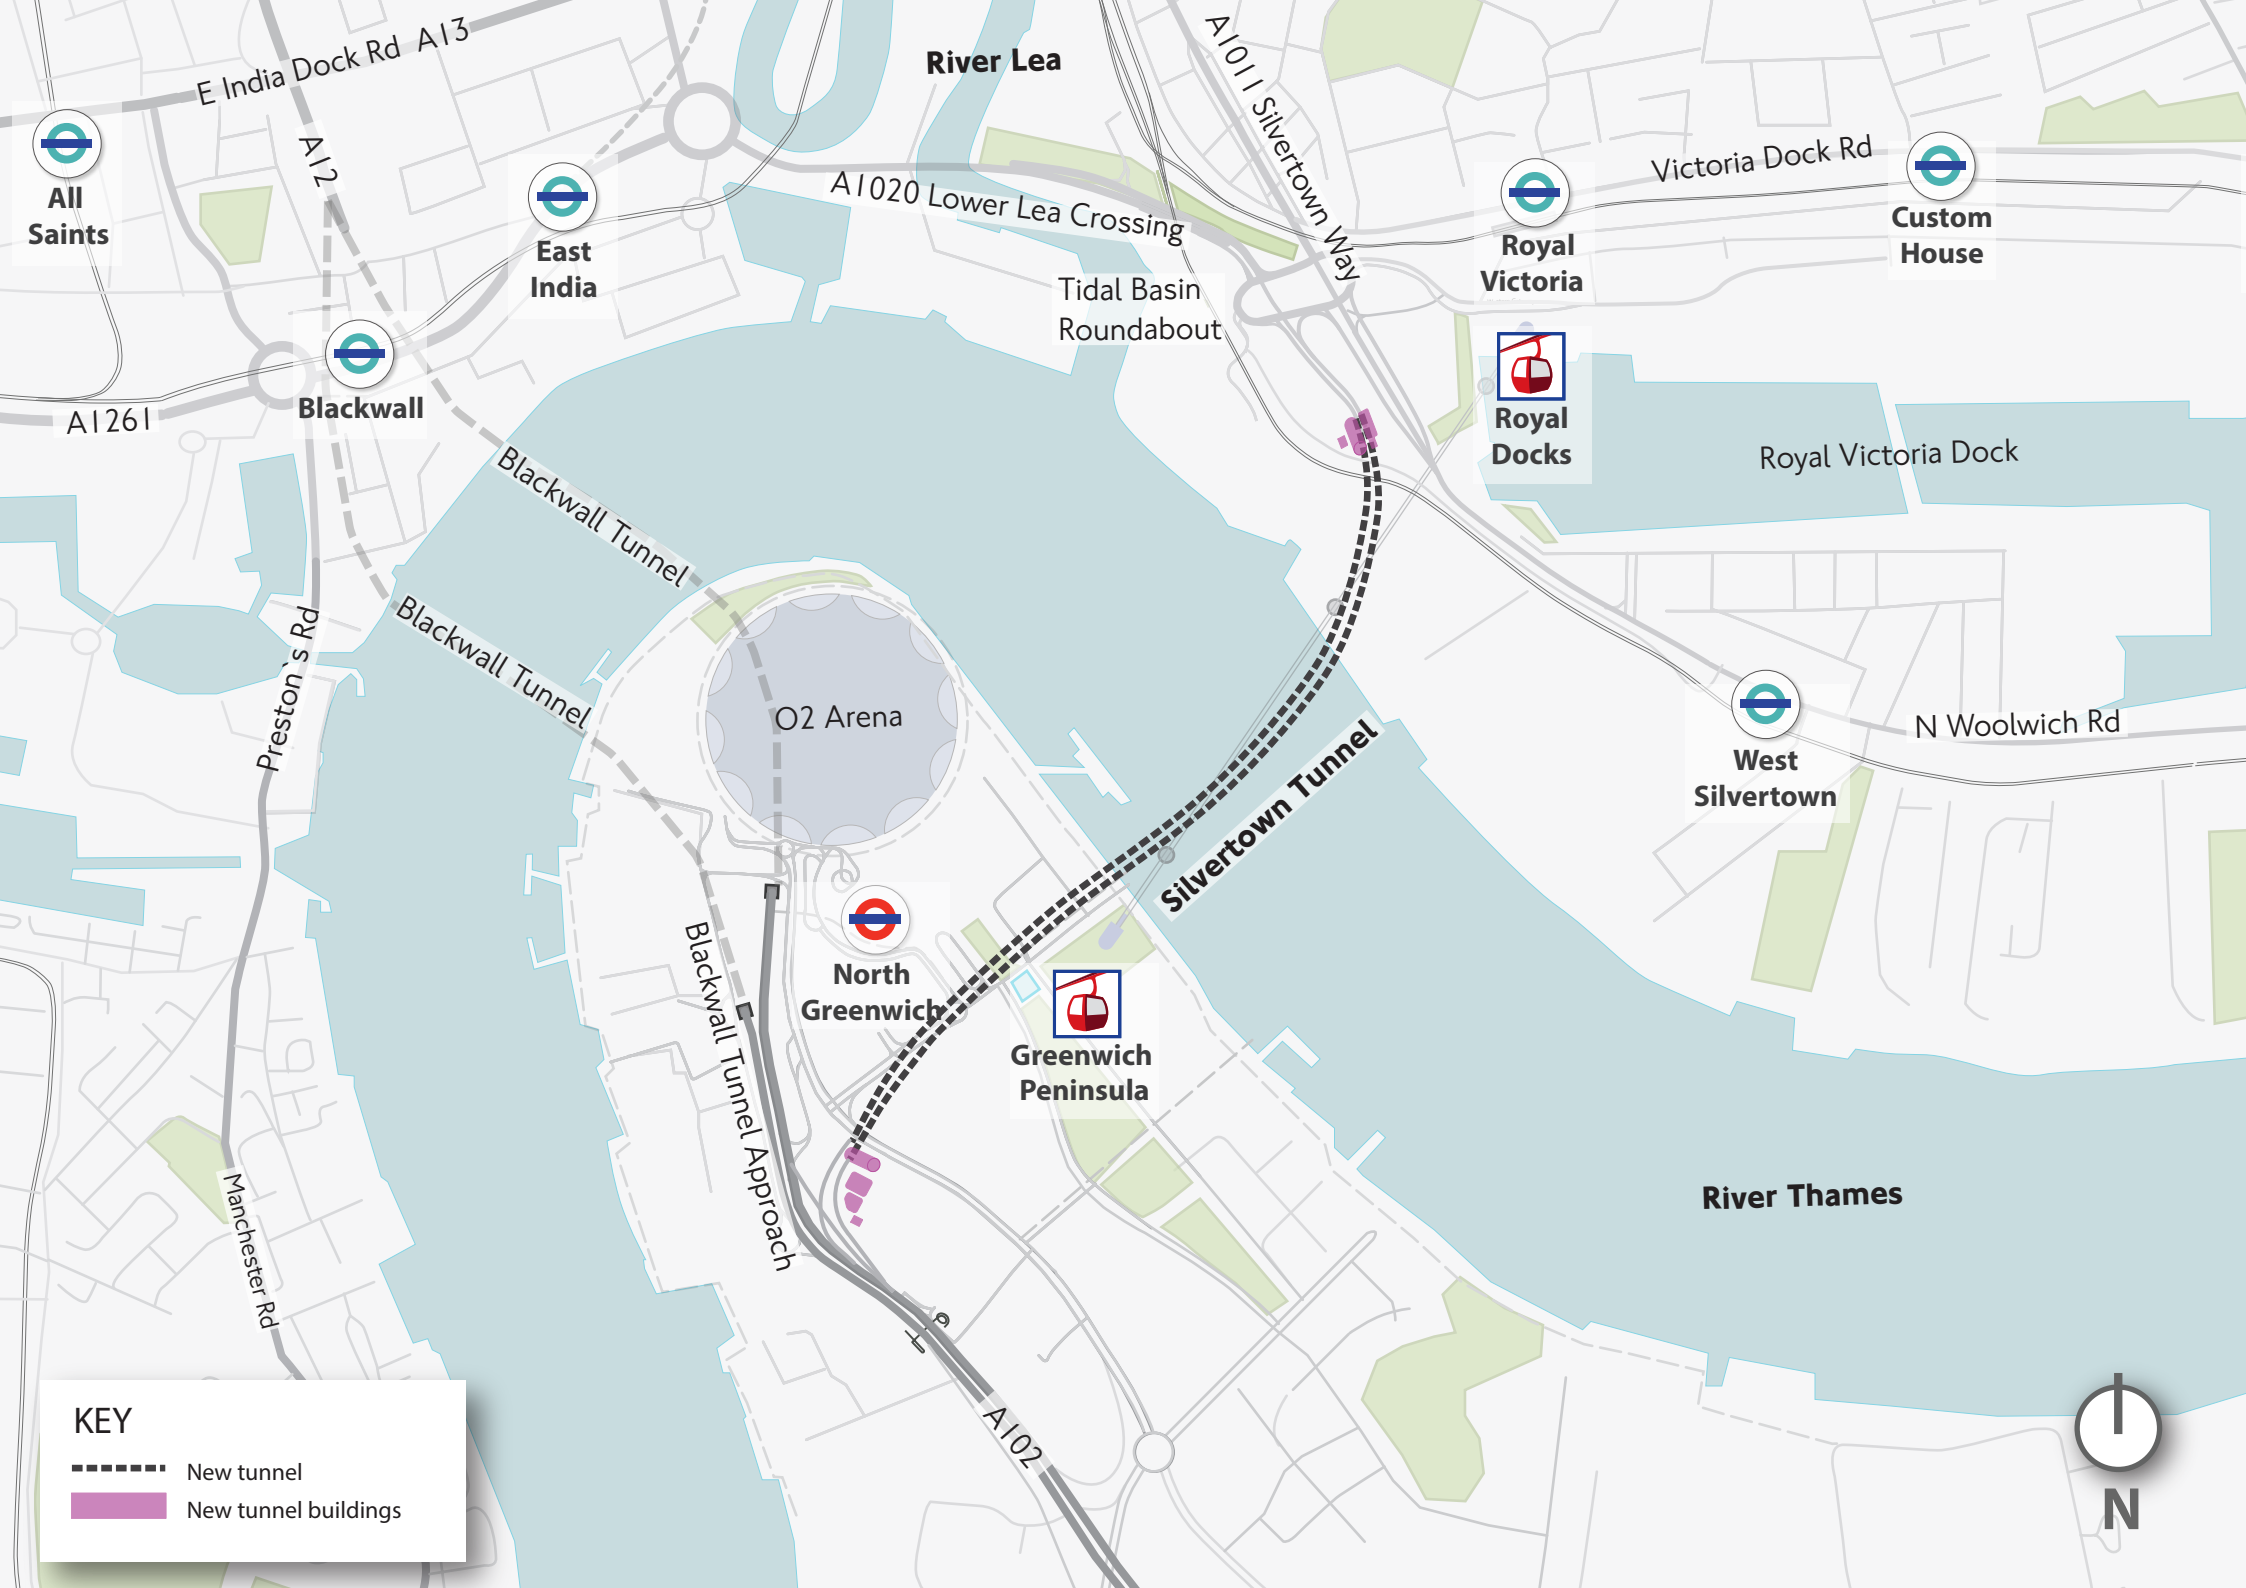 E India Dock Rd A13
River Lea
A1011 Silvertown Way
A12
All
Saints
East
India
A1020 Lower Lea Crossing
Royal
Victoria
Victoria Dock Rd
Custom
House
Tidal Basin
Roundabout
Blackwall
A1261
Royal
Docks
Royal Victoria Dock
Blackwall Tunnel
Blackwall Tunnel
Preston`s Rd
O2 Arena
Silvertown Tunnel
West
Silvertown
N Woolwich Rd
North
Greenwich
Blackwall Tunnel Approach
Greenwich
Peninsula
Manchester Rd
River Thames
A102
KEY
New tunnel
New tunnel buildings
N